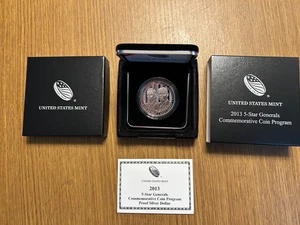 UNITED STATES MINT
UNITED STATES MINT
2013 5-Star Generals
Commemorative Coin Program
2013
5-Star Generals
Commemorative Coin Program
Proof Silver Dollar